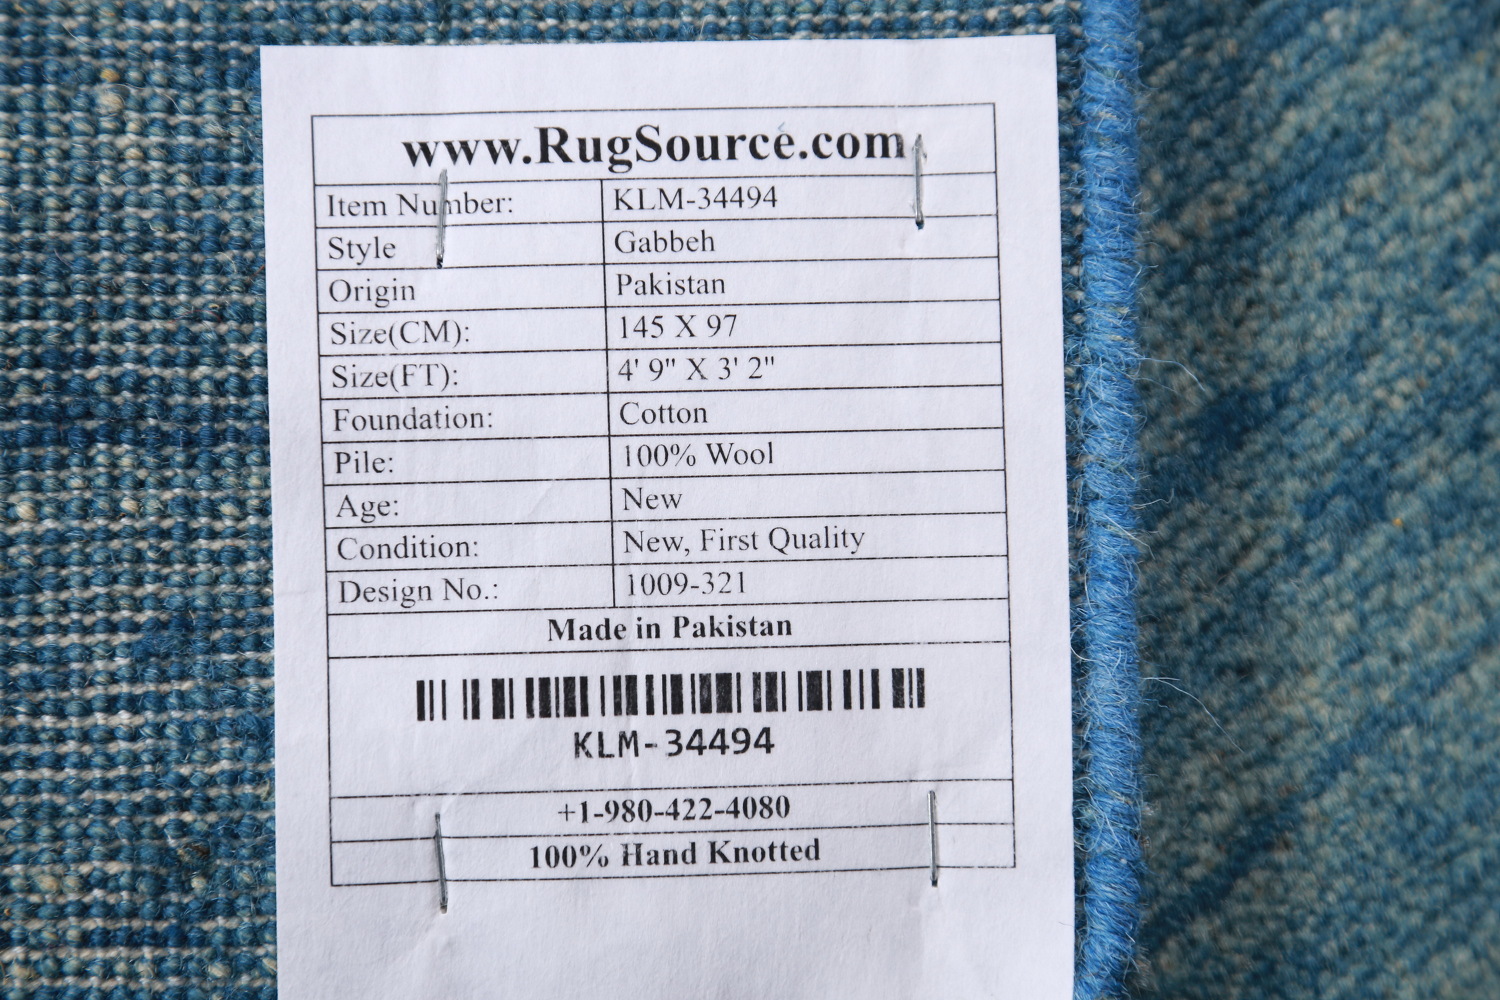 www.RugSource.com
Item Number: KLM-34494
Style Gabbeh
Origin Pakistan
Size(CM): 145 X 97
Size(FT): 4' 9" X 3' 2"
Foundation: Cotton
Pile: 100% Wool
Age: New
Condition: New, First Quality
Design No.: 1009-321
Made in Pakistan
KLM-34494
+1-980-422-4080
100% Hand Knotted